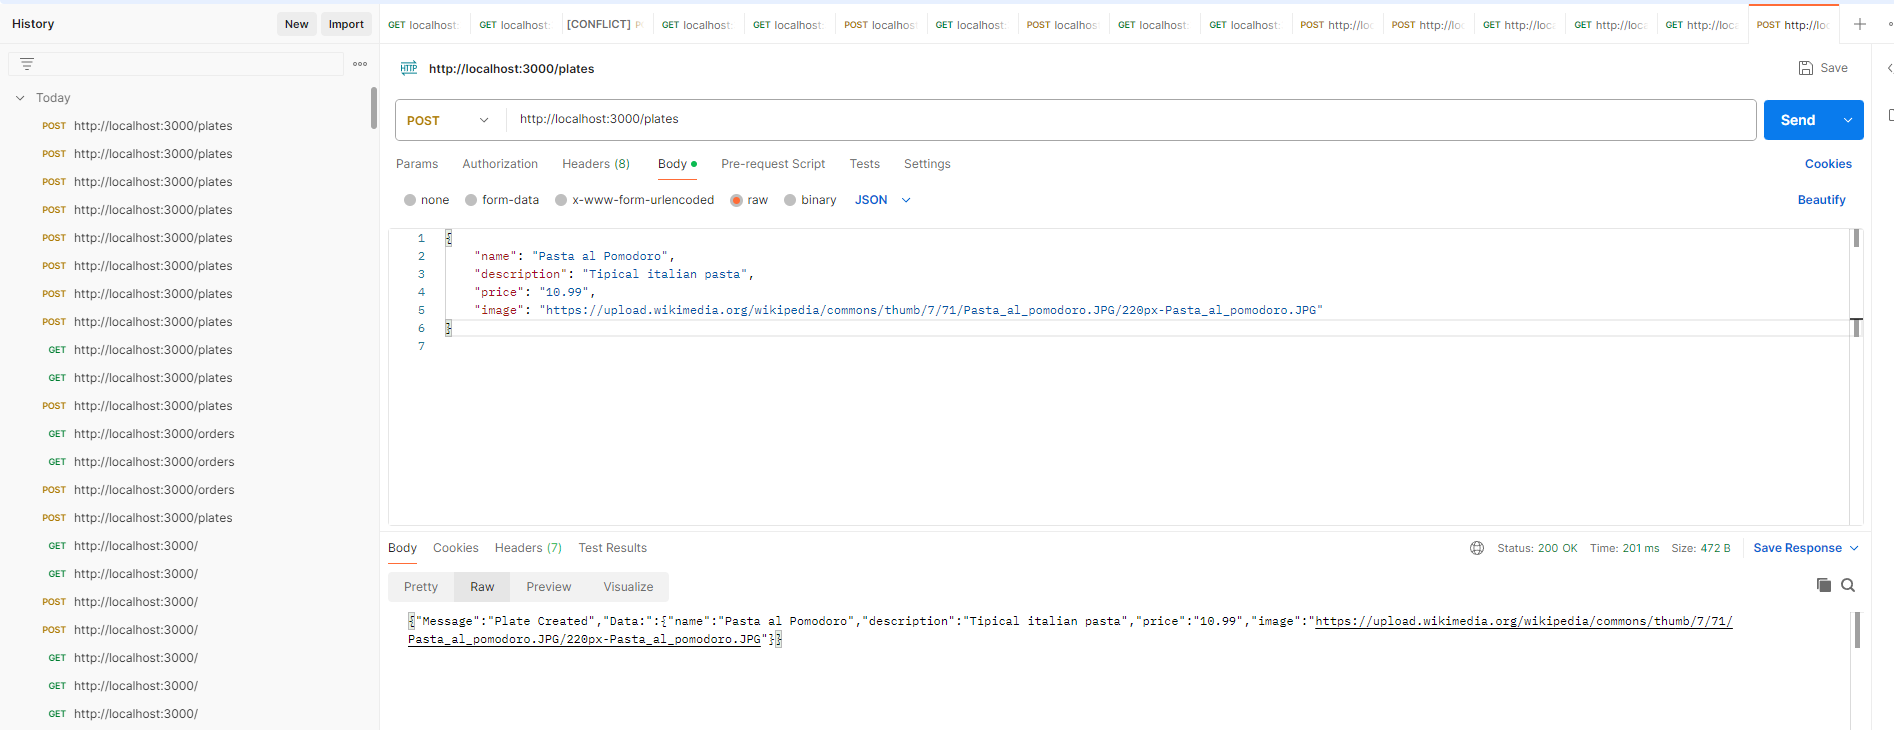 History
New
Import
GET localhost:
GET localhost:
[CONFLICT]
GET localhost:
GET localhost:
POST localhost
GET localhost:
POST localhost
GET localhost:
GET localhost:
POST http://loc
POST http://loc
GET http://loca
GET http://loca
GET http://loca
POST http://loc
Today
POST http://localhost:3000/plates
POST http://localhost:3000/plates
POST http://localhost:3000/plates
POST http://localhost:3000/plates
POST http://localhost:3000/plates
POST http://localhost:3000/plates
POST http://localhost:3000/plates
POST http://localhost:3000/plates
GET http://localhost:3000/plates
GET http://localhost:3000/plates
POST http://localhost:3000/plates
GET http://localhost:3000/orders
GET http://localhost:3000/orders
POST http://localhost:3000/orders
POST http://localhost:3000/plates
GET http://localhost:3000/
GET http://localhost:3000/
POST http://localhost:3000/
POST http://localhost:3000/
GET http://localhost:3000/
GET http://localhost:3000/
GET http://localhost:3000/
HTTP http://localhost:3000/plates
Save
POST http://localhost:3000/plates
Send
Params Authorization Headers (8) Body Pre-request Script Tests Settings Cookies
none form-data x-www-form-urlencoded raw binary JSON Beautify
1 {
2 "name": "Pasta al Pomodoro",
3 "description": "Tipical italian pasta",
4 "price": "10.99",
5 "image": "https://upload.wikimedia.org/wikipedia/commons/thumb/7/71/Pasta_al_pomodoro.JPG/220px-Pasta_al_pomodoro.JPG"
6 }
7
Body Cookies Headers (7) Test Results Status: 200 OK Time: 201 ms Size: 472 B Save Response
Pretty Raw Preview Visualize
{"Message":"Plate Created","Data:":{"name":"Pasta al Pomodoro","description":"Tipical italian pasta","price":"10.99","image":"https://upload.wikimedia.org/wikipedia/commons/thumb/7/71/
Pasta_al_pomodoro.JPG/220px-Pasta_al_pomodoro.JPG"}}